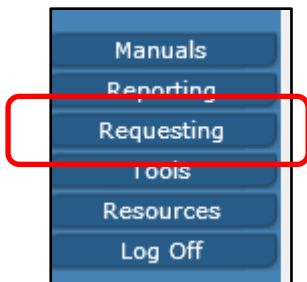 Manuals
Reporting
Requesting
Tools
Resources
Log Off